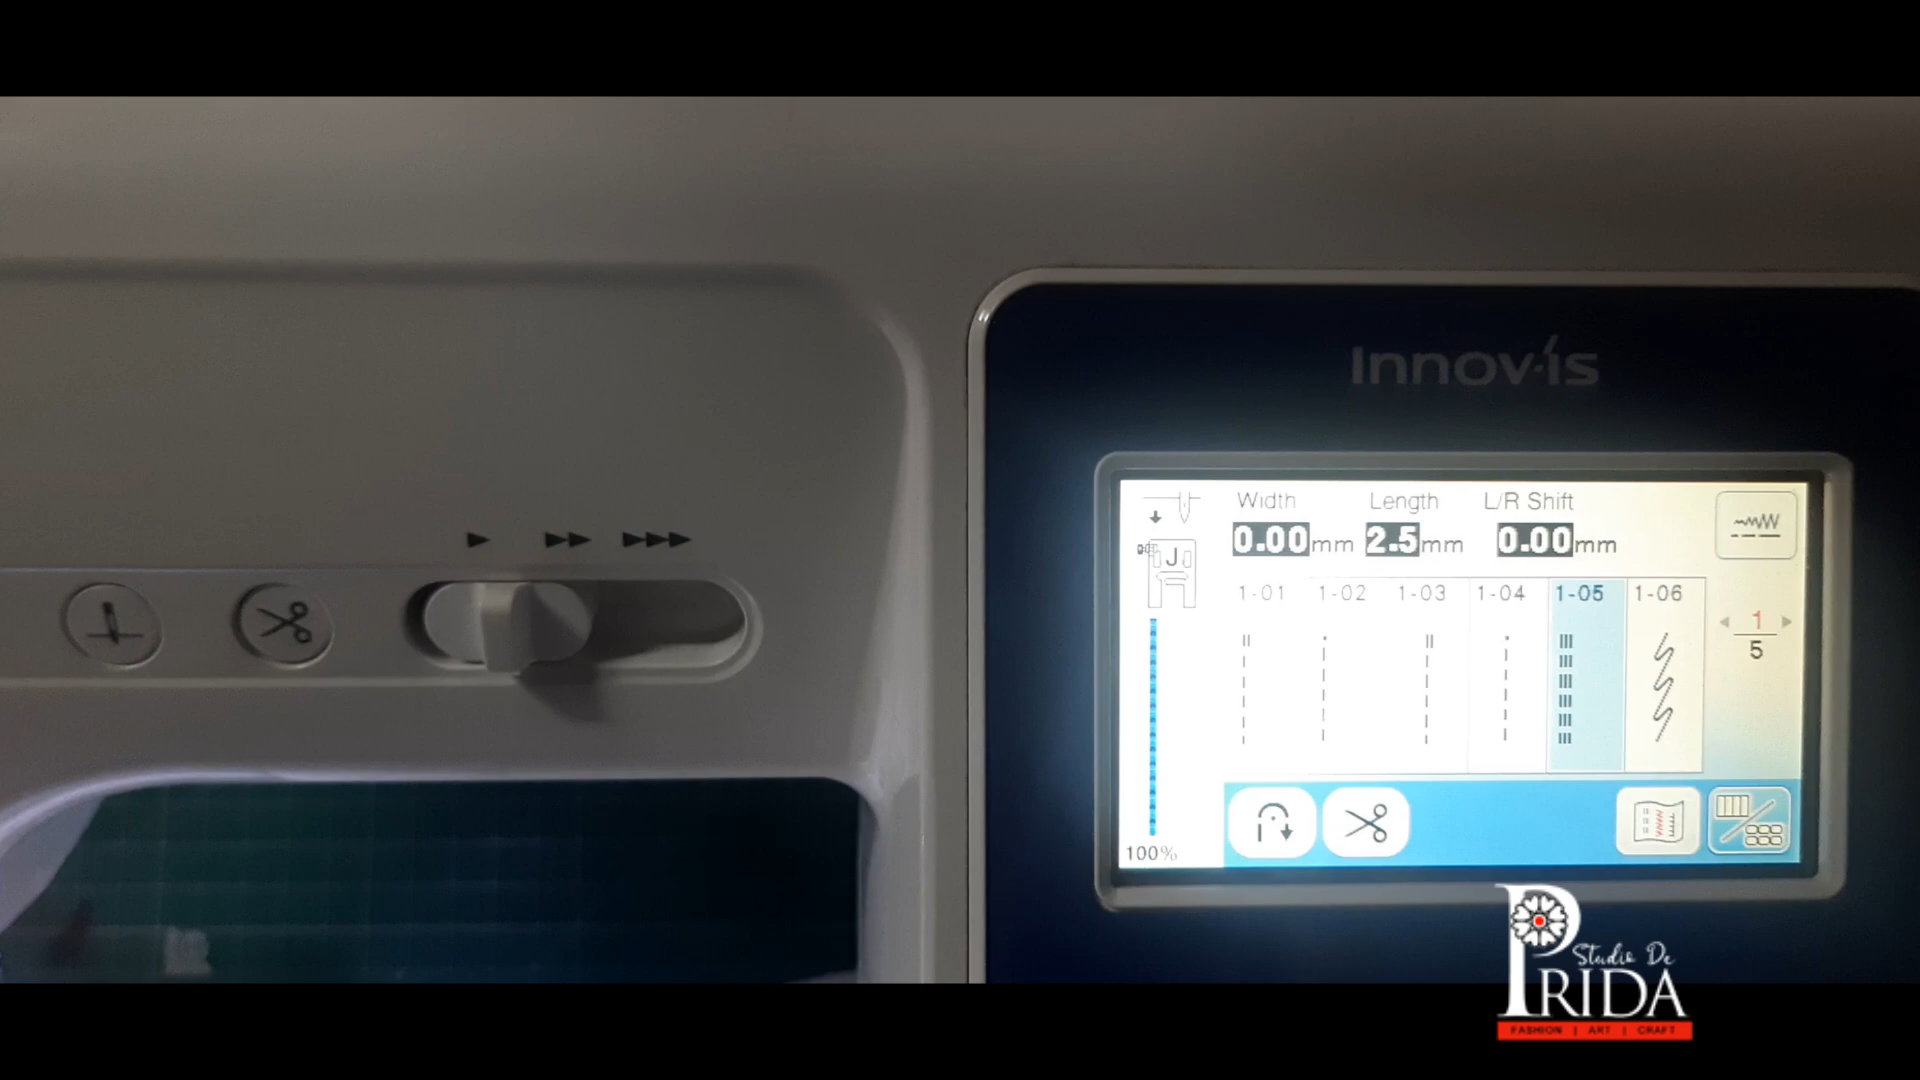 Innov-ís
Width Length L/R Shift
0.00mm 2.5mm 0.00mm
J
1-01 1-02 1-03 1-04 1-05 1-06
1
5
100%
Studio De
PRIDA
FASHION | ART | CRAFT